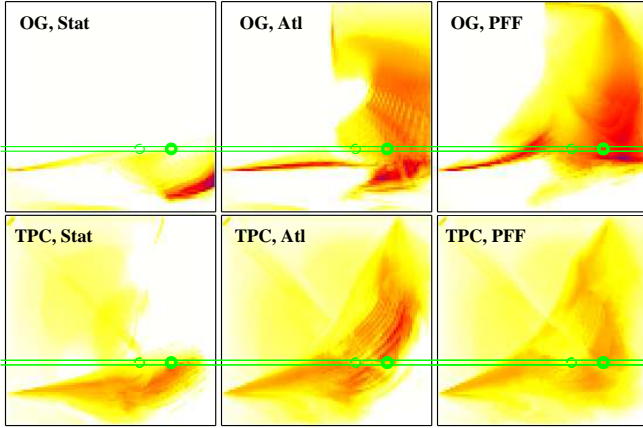 OG, Stat
OG, Atl
OG, PFF
TPC, Stat
TPC, Atl
TPC, PFF